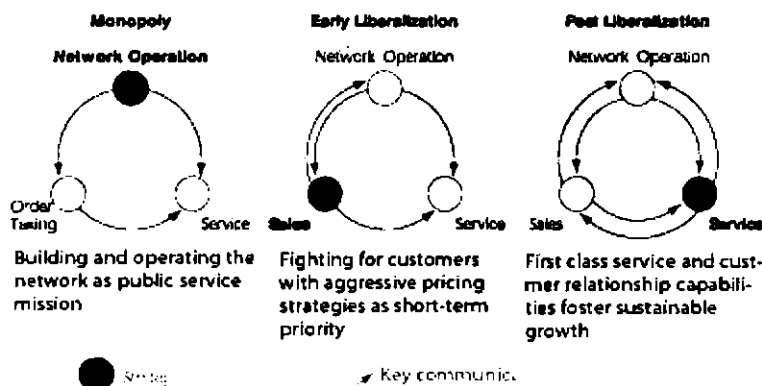 Monopoly
Network Operation
Order
Taking
Service
Building and operating the
network as public service
mission
Early Liberalization
Network Operation
Sales
Service
Fighting for customers
with aggressive pricing
strategies as short-term
priority
Post Liberalization
Network Operation
Sales
Service
First class service and cust-
mer relationship capabili-
ties foster sustainable
growth
Key communic